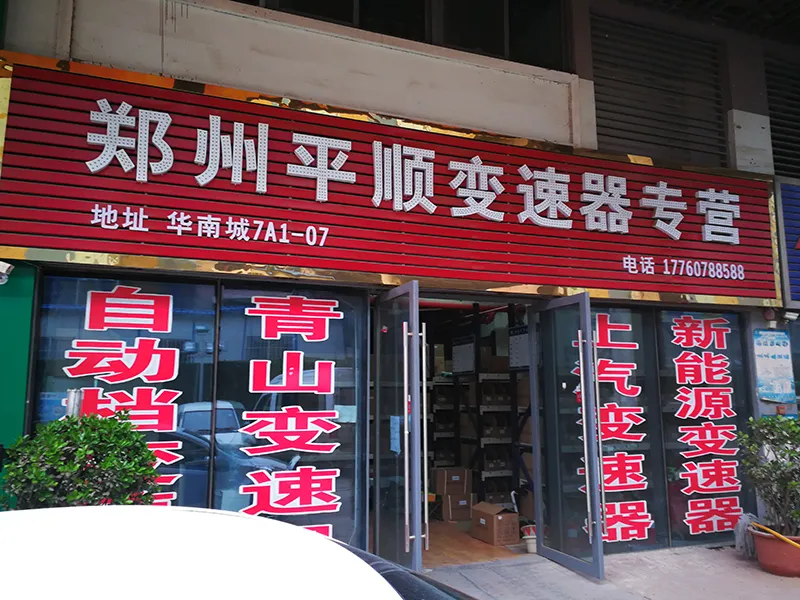 郑州平顺变速器专营
地址 华南城7A1-07
电话 17760788588
自动档变
青山变速器
上汽变速器
新能源变速器